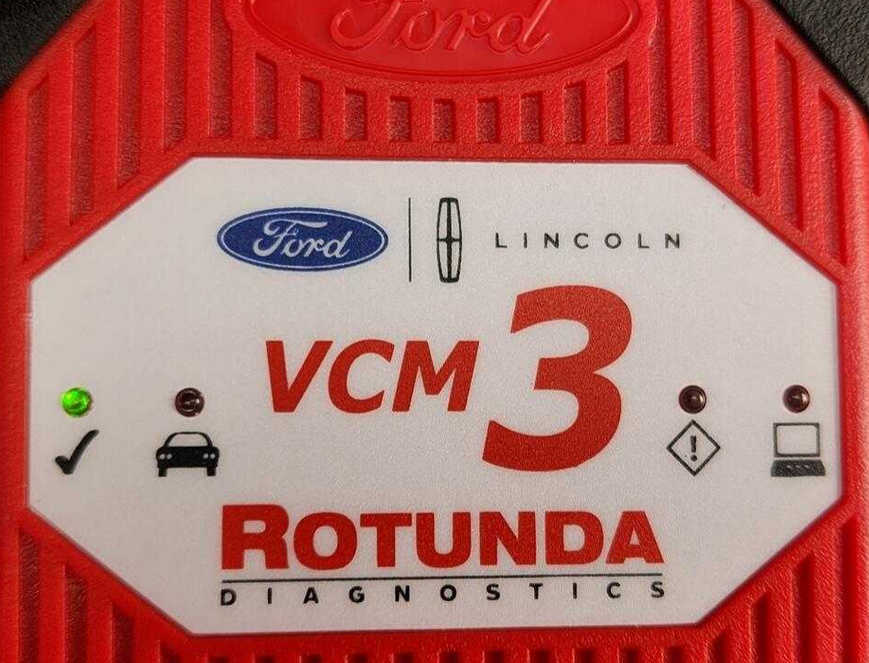 Ford
Ford LINCOLN
VCM 3
ROTUNDA
DIAGNOSTICS